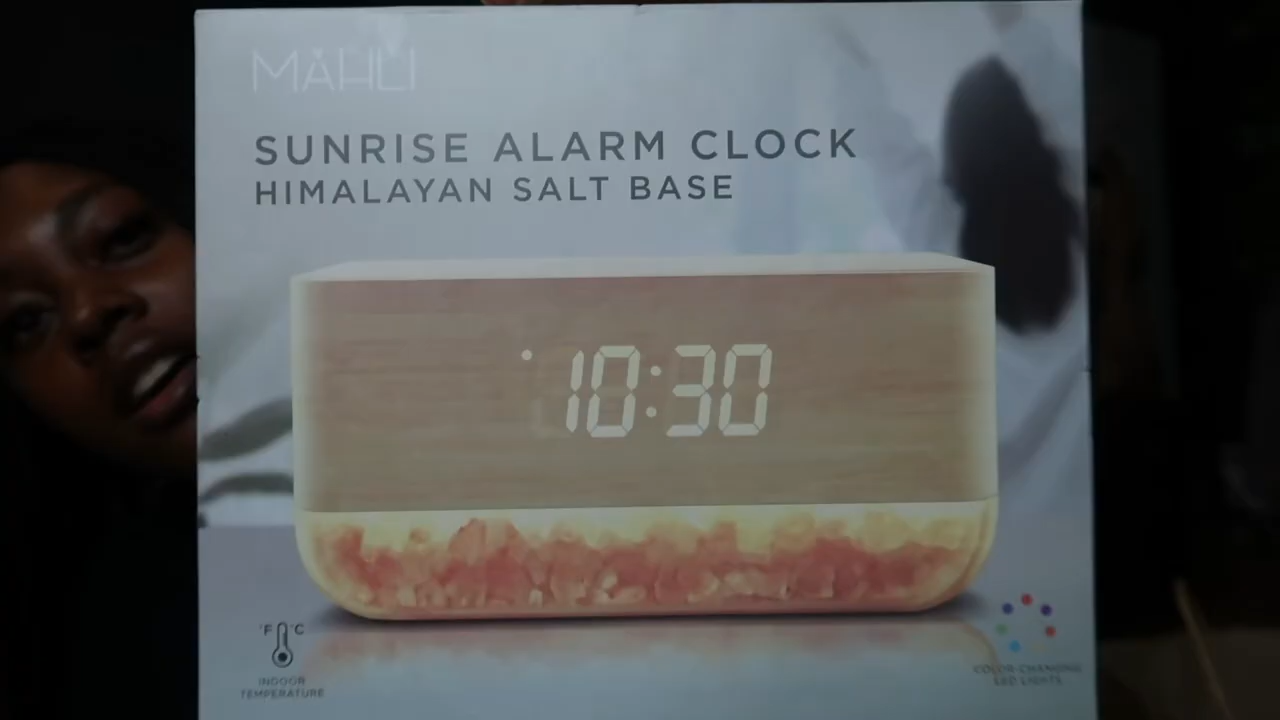 MAHLI
SUNRISE ALARM CLOCK
HIMALAYAN SALT BASE
10:30
°F °C
INDOOR
TEMPERATURE
COLOR-CHANGING
LED LIGHTS